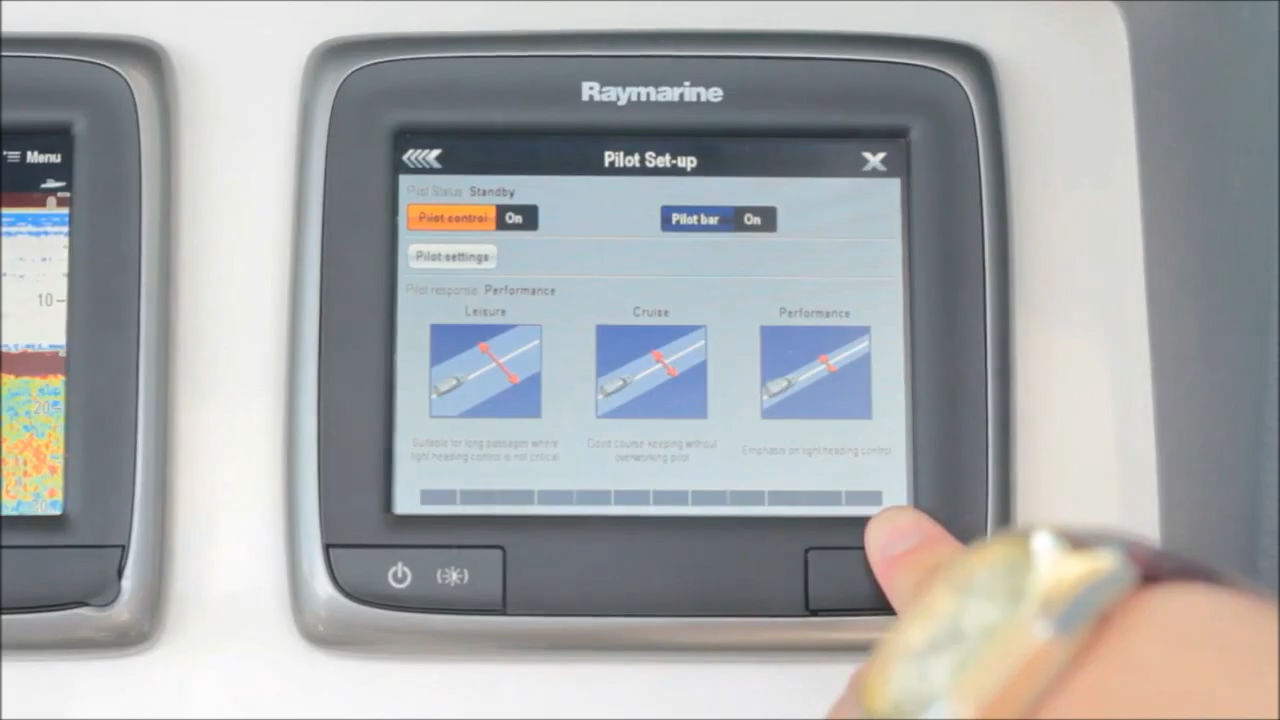 Raymarine
Menu
Pilot Set-up
Pilot Status Standby
Pilot control On
Pilot bar On
Pilot settings
Pilot response Performance
Leisure
Cruise
Performance
Suitable for long passages where
tight heading control is not critical
Good course-keeping without
overworking pilot
Emphasis on tight heading control
10
20